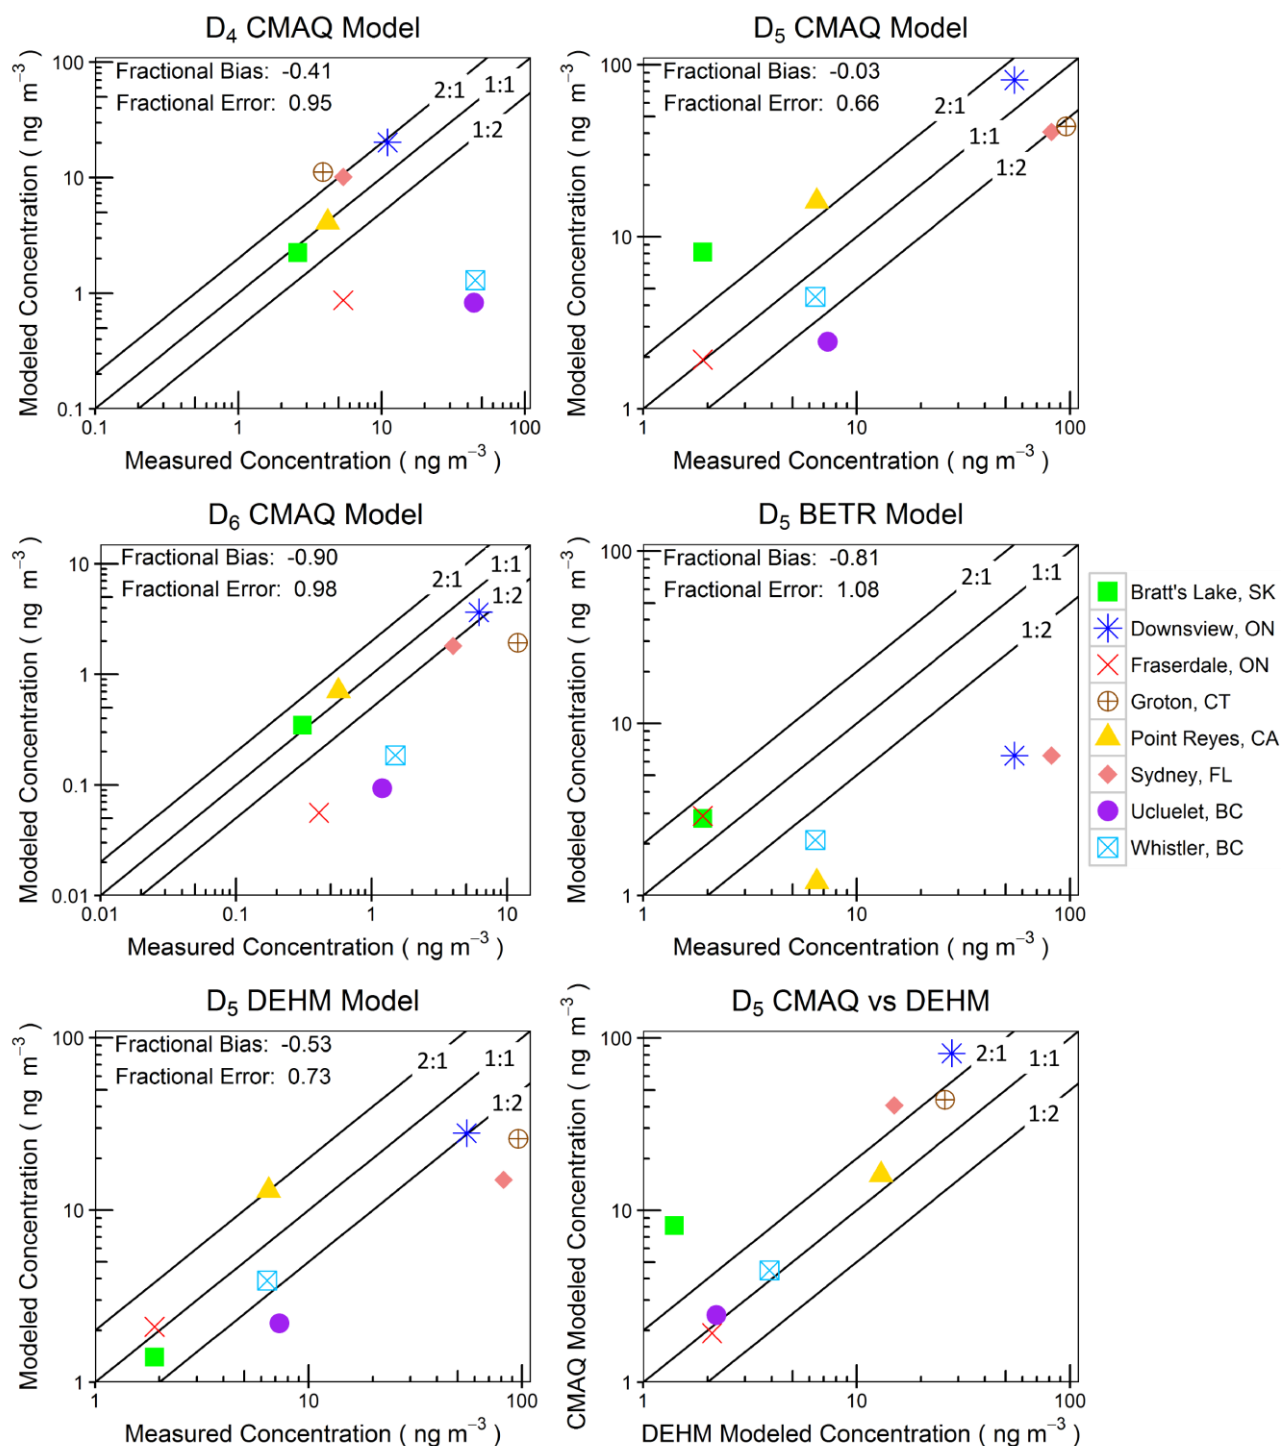 D₄ CMAQ Model
Modeled Concentration ( ng m⁻³ )
100
10
1
0.1
Fractional Bias: -0.41
Fractional Error: 0.95
2:1
1:1
1:2
0.1
1
10
100
Measured Concentration ( ng m⁻³ )
D₅ CMAQ Model
Modeled Concentration ( ng m⁻³ )
100
10
1
Fractional Bias: -0.03
Fractional Error: 0.66
2:1
1:1
1:2
1
10
100
Measured Concentration ( ng m⁻³ )
D₆ CMAQ Model
Modeled Concentration ( ng m⁻³ )
10
1
0.1
0.01
Fractional Bias: -0.90
Fractional Error: 0.98
2:1
1:1
1:2
0.01
0.1
1
10
Measured Concentration ( ng m⁻³ )
D₅ BETR Model
Modeled Concentration ( ng m⁻³ )
100
10
1
Fractional Bias: -0.81
Fractional Error: 1.08
2:1
1:1
1:2
1
10
100
Measured Concentration ( ng m⁻³ )
Bratt's Lake, SK
Downsview, ON
Fraserdale, ON
Groton, CT
Point Reyes, CA
Sydney, FL
Ucluelet, BC
Whistler, BC
D₅ DEHM Model
Modeled Concentration ( ng m⁻³ )
100
10
1
Fractional Bias: -0.53
Fractional Error: 0.73
2:1
1:1
1:2
1
10
100
Measured Concentration ( ng m⁻³ )
D₅ CMAQ vs DEHM
CMAQ Modeled Concentration ( ng m⁻³ )
100
10
1
2:1
1:1
1:2
1
10
100
DEHM Modeled Concentration ( ng m⁻³ )